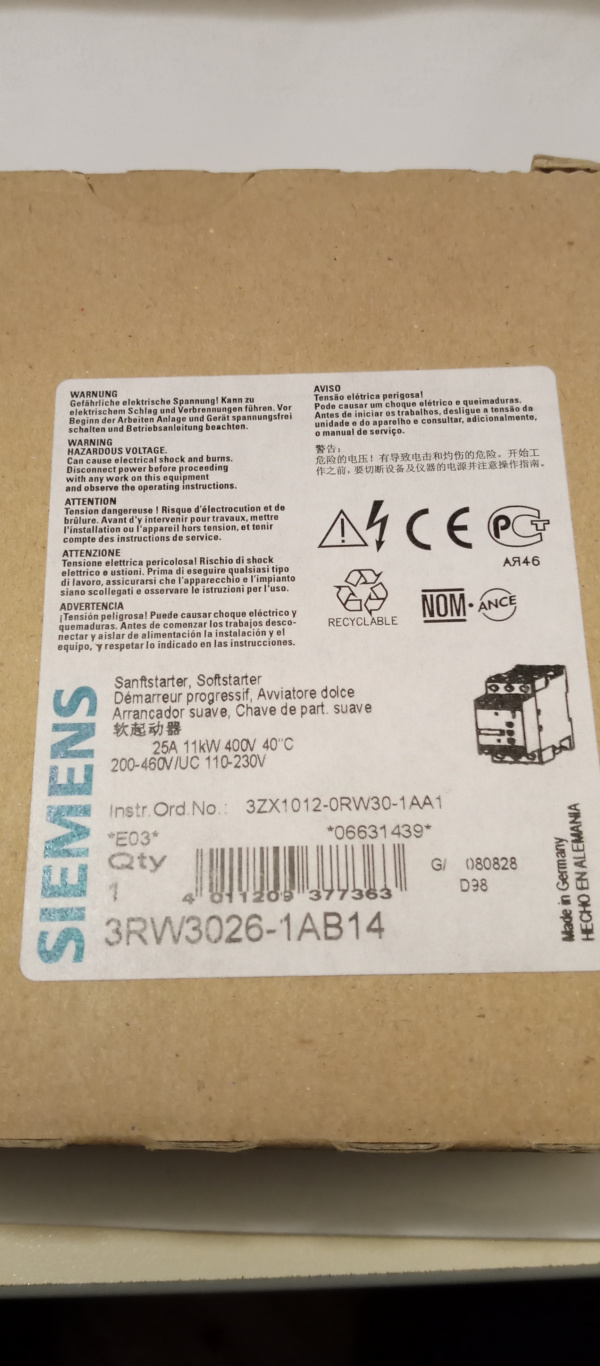 WARNUNG
Gefährliche elektrische Spannung! Kann zu
elektrischem Schlag und Verbrennungen führen. Vor
Beginn der Arbeiten Anlage und Gerät spannungsfrei
schalten und Betriebsanleitung beachten.
WARNING
HAZARDOUS VOLTAGE.
Can cause electrical shock and burns.
Disconnect power before proceeding
with any work on this equipment
and observe the operating instructions.
ATTENTION
Tension dangereuse ! Risque d'électrocution et de
brûlure. Avant d'y intervenir pour travaux, mettre
l'installation ou l'appareil hors tension, et tenir
compte des instructions de service.
ATTENZIONE
Tensione elettrica pericolosa! Rischio di shock
elettrico e ustioni. Prima di eseguire qualsiasi tipo
di lavoro, assicurarsi che l'apparecchio e l'impianto
siano scollegati e osservare le istruzioni per l'uso.
ADVERTENCIA
¡Tensión peligrosa! Puede causar choque eléctrico y
quemaduras. Antes de comenzar los trabajos desco-
nectar y aislar de alimentación la instalación y el
equipo, y respetar lo indicado en las instrucciones.
AVISO
Tensão elétrica perigosa!
Pode causar um choque elétrico e queimaduras.
Antes de iniciar os trabalhos, desligue a tensão da
unidade e do aparelho e consultar, adicionalmente,
o manual de serviço.
警告:
危险的电压! 有导致电击和灼伤的危险。开始工
作之前, 要切断设备及仪器的电源并注意操作指南。
CE PCT
АЯ46
RECYCLABLE
NOM·ANCE
SIEMENS
Sanftstarter, Softstarter
Démarreur progressif, Avviatore dolce
Arrancador suave, Chave de part. suave
软起动器
25A 11kW 400V 40°C
200-460V/UC 110-230V
Instr.Ord.No.: 3ZX1012-0RW30-1AA1
*E03* *06631439*
Qty
1
4 011209 377363
G/ 080828
D98
3RW3026-1AB14
Made in Germany
HECHO EN ALEMANIA